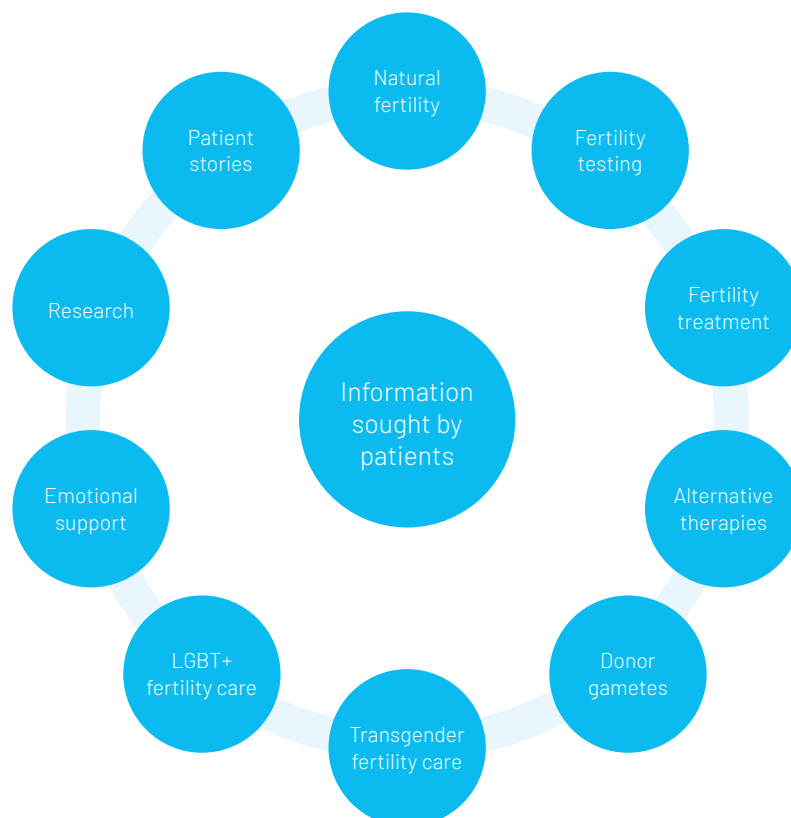 Natural
fertility
Fertility
testing
Fertility
treatment
Alternative
therapies
Donor
gametes
Transgender
fertility care
LGBT+
fertility care
Emotional
support
Research
Patient
stories
Information
sought by
patients